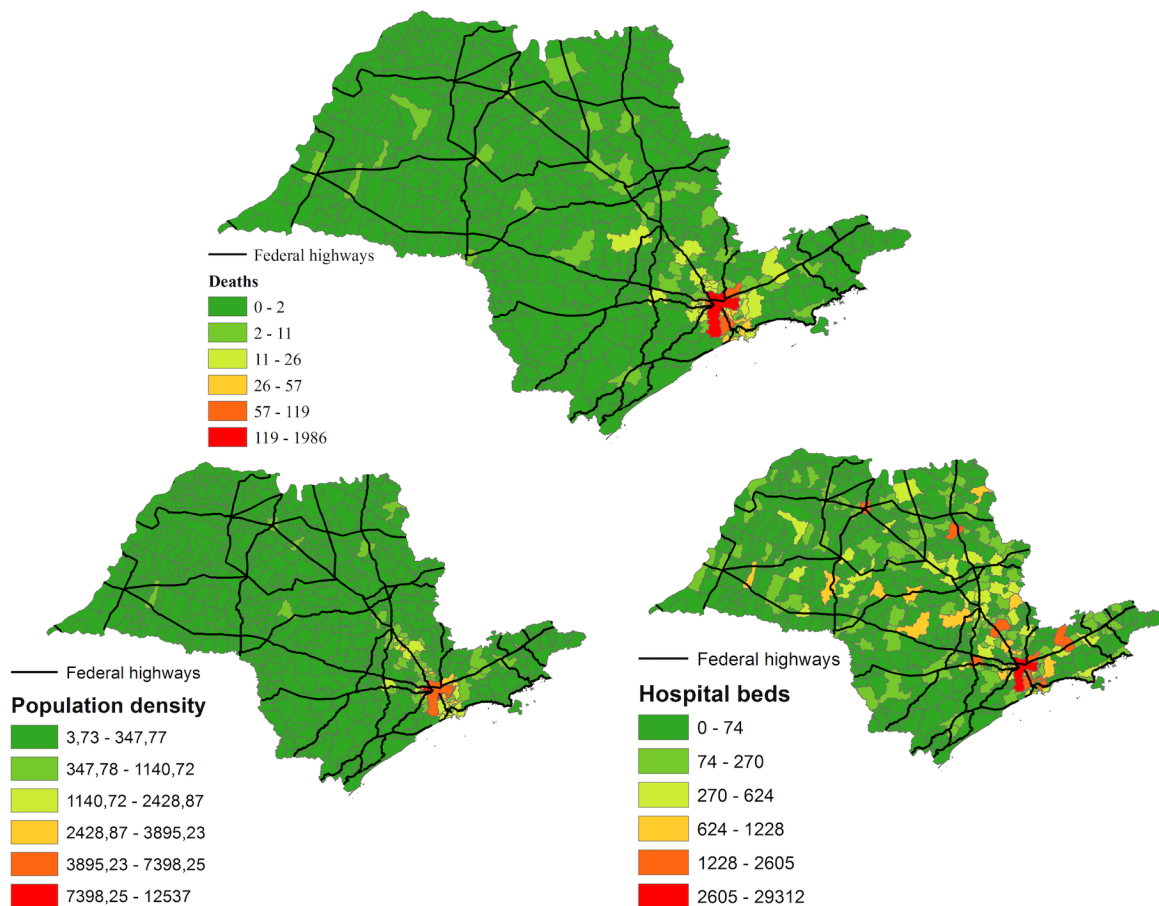 Federal highways
Deaths
0 - 2
2 - 11
11 - 26
26 - 57
57 - 119
119 - 1986
Federal highways
Population density
3,73 - 347,77
347,78 - 1140,72
1140,72 - 2428,87
2428,87 - 3895,23
3895,23 - 7398,25
7398,25 - 12537
Federal highways
Hospital beds
0 - 74
74 - 270
270 - 624
624 - 1228
1228 - 2605
2605 - 29312